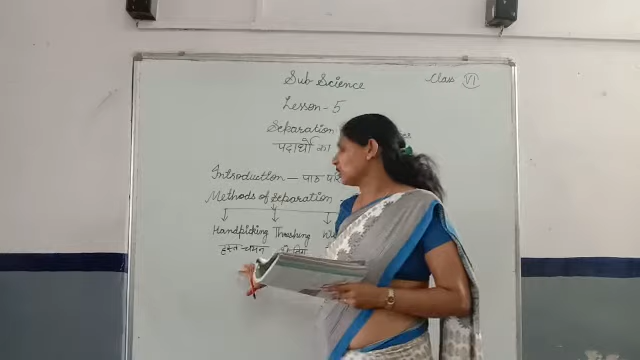 Sub-Science
Class VI
Lesson-5
Separation
पदार्थो का
Introduction — पाठ
Methods of Separation
Handpicking Threshing
हस्त-चयन